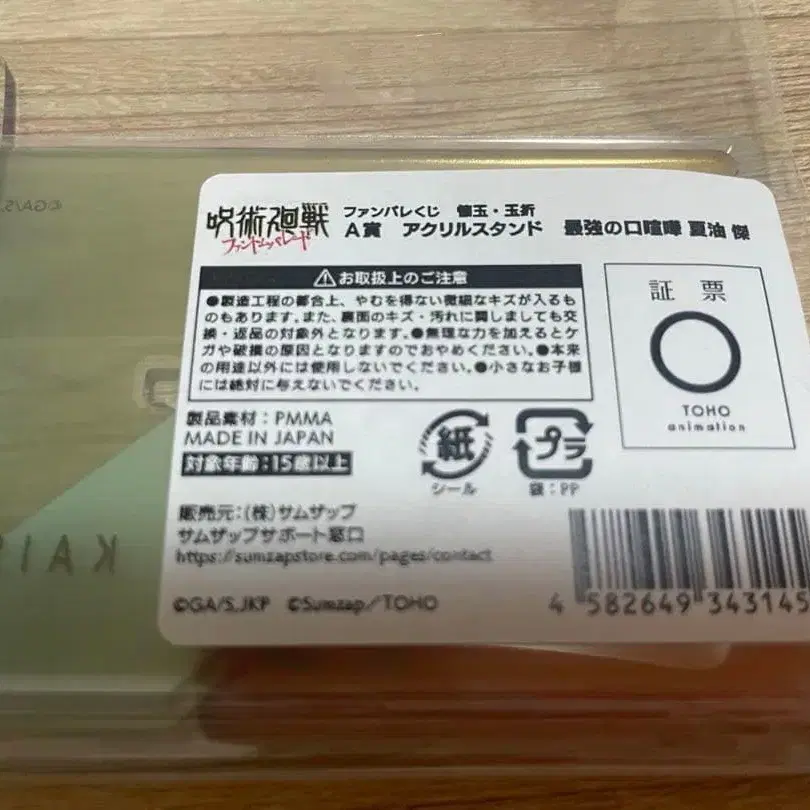 呪術廻戦
ファントムパレード
ファンパレくじ 懐玉・玉折
A賞 アクリルスタンド 最強の口喧嘩 夏油 傑
⚠お取扱上のご注意
●製造工程の都合上、やむを得ない微細なキズが入るも
のもあります。また、裏面のキズ・汚れに関しましても交
換・返品の対象外となります。●無理な力を加えるとケ
ガや破損の原因となりますのでおやめください。●本来
の用途以外には使用しないでください。●小さなお子様
には絶対に与えないでください。
証票
TOHO
animation
製品素材:PMMA
MADE IN JAPAN
対象年齢:15歳以上
紙
シール
プラ
袋:PP
販売元:(株)サムザップ
サムザップサポート窓口
https://sumzapstore.com/pages/contact
©GA/S,JKP ©Sumzap/TOHO
4 582649 343145
©GA/S,
KAI